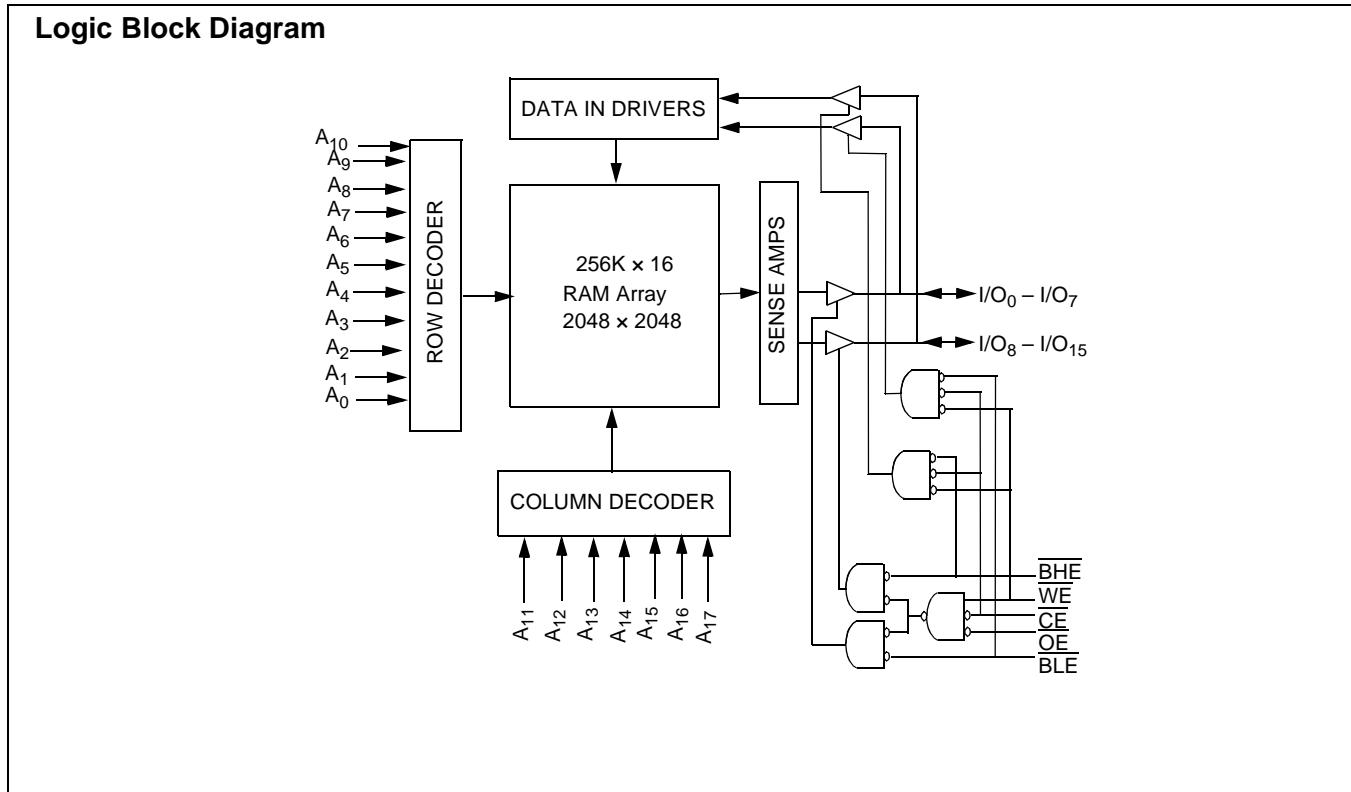 Logic Block Diagram
DATA IN DRIVERS
A10
A9
A8
A7
A6
A5
A4
A3
A2
A1
A0
ROW DECODER
256K × 16
RAM Array
2048 × 2048
SENSE AMPS
I/O0 – I/O7
I/O8 – I/O15
COLUMN DECODER
A11
A12
A13
A14
A15
A16
A17
BHE
WE
CE
OE
BLE